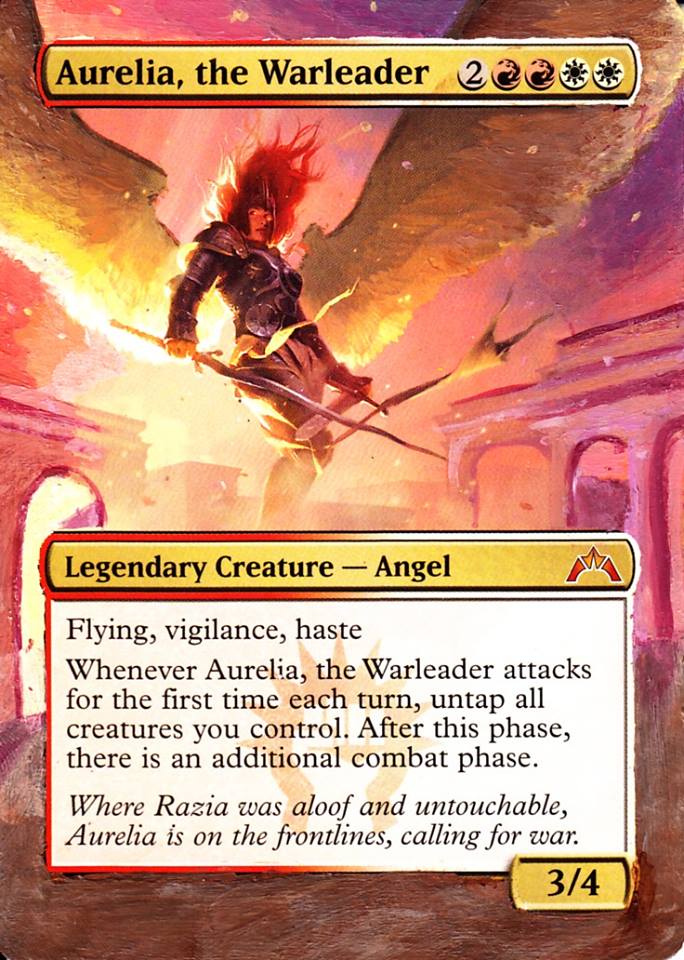 Aurelia, the Warleader 2
Legendary Creature — Angel
Flying, vigilance, haste
Whenever Aurelia, the Warleader attacks
for the first time each turn, untap all
creatures you control. After this phase,
there is an additional combat phase.
Where Razia was aloof and untouchable,
Aurelia is on the frontlines, calling for war.
3/4